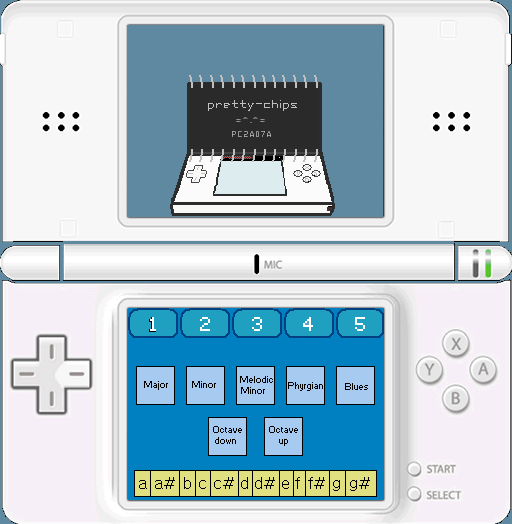 pretty-chips
=^.^=
PC2A07A
MIC
1 2 3 4 5
X
Y A
B
Major Minor Melodic Minor Phyrgian Blues
Octave down Octave up
START
a a# b c c# d d# e f f# g g#
SELECT